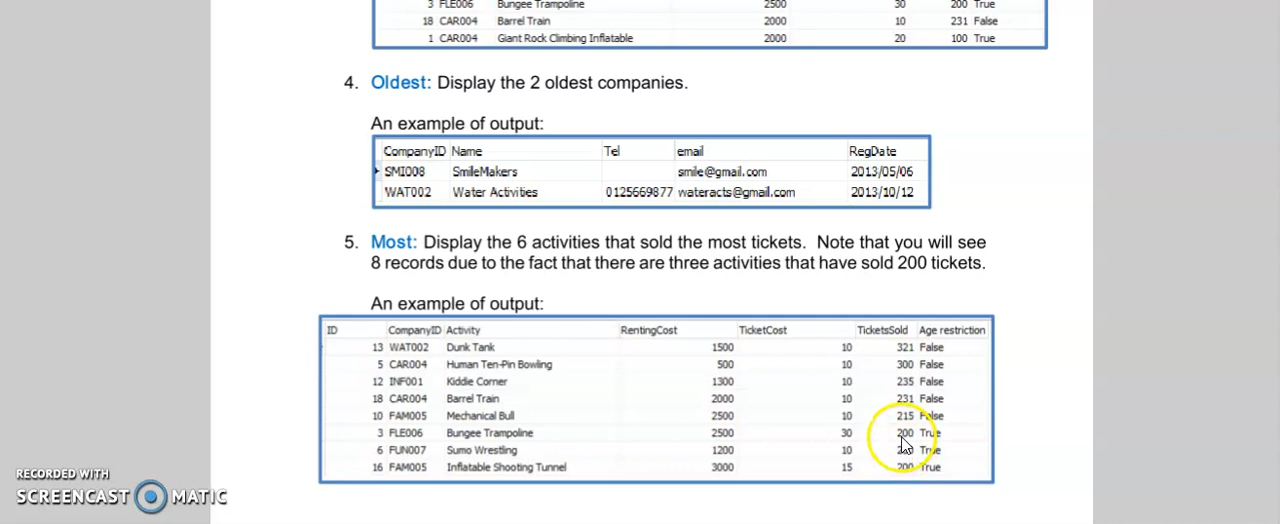 3 FLE006 Bungee Trampoline 2500 30 200 True
18 CAR004 Barrel Train 2000 10 231 False
1 CAR004 Giant Rock Climbing Inflatable 2000 20 100 True
4. Oldest: Display the 2 oldest companies.
An example of output:
CompanyID Name Tel email RegDate
SMI008 SmileMakers smile@gmail.com 2013/05/06
WAT002 Water Activities 0125669877 wateracts@gmail.com 2013/10/12
5. Most: Display the 6 activities that sold the most tickets. Note that you will see
8 records due to the fact that there are three activities that have sold 200 tickets.
An example of output:
ID CompanyID Activity RentingCost TicketCost TicketsSold Age restriction
13 WAT002 Dunk Tank 1500 10 321 False
5 CAR004 Human Ten-Pin Bowling 500 10 300 False
12 INF001 Kiddie Corner 1300 10 235 False
18 CAR004 Barrel Train 2000 10 231 False
10 FAM005 Mechanical Bull 2500 10 215 False
3 FLE006 Bungee Trampoline 2500 30 200 True
6 FUN007 Sumo Wrestling 1200 10 True
16 FAM005 Inflatable Shooting Tunnel 3000 15 200 True
RECORDED WITH
SCREENCAST MATIC